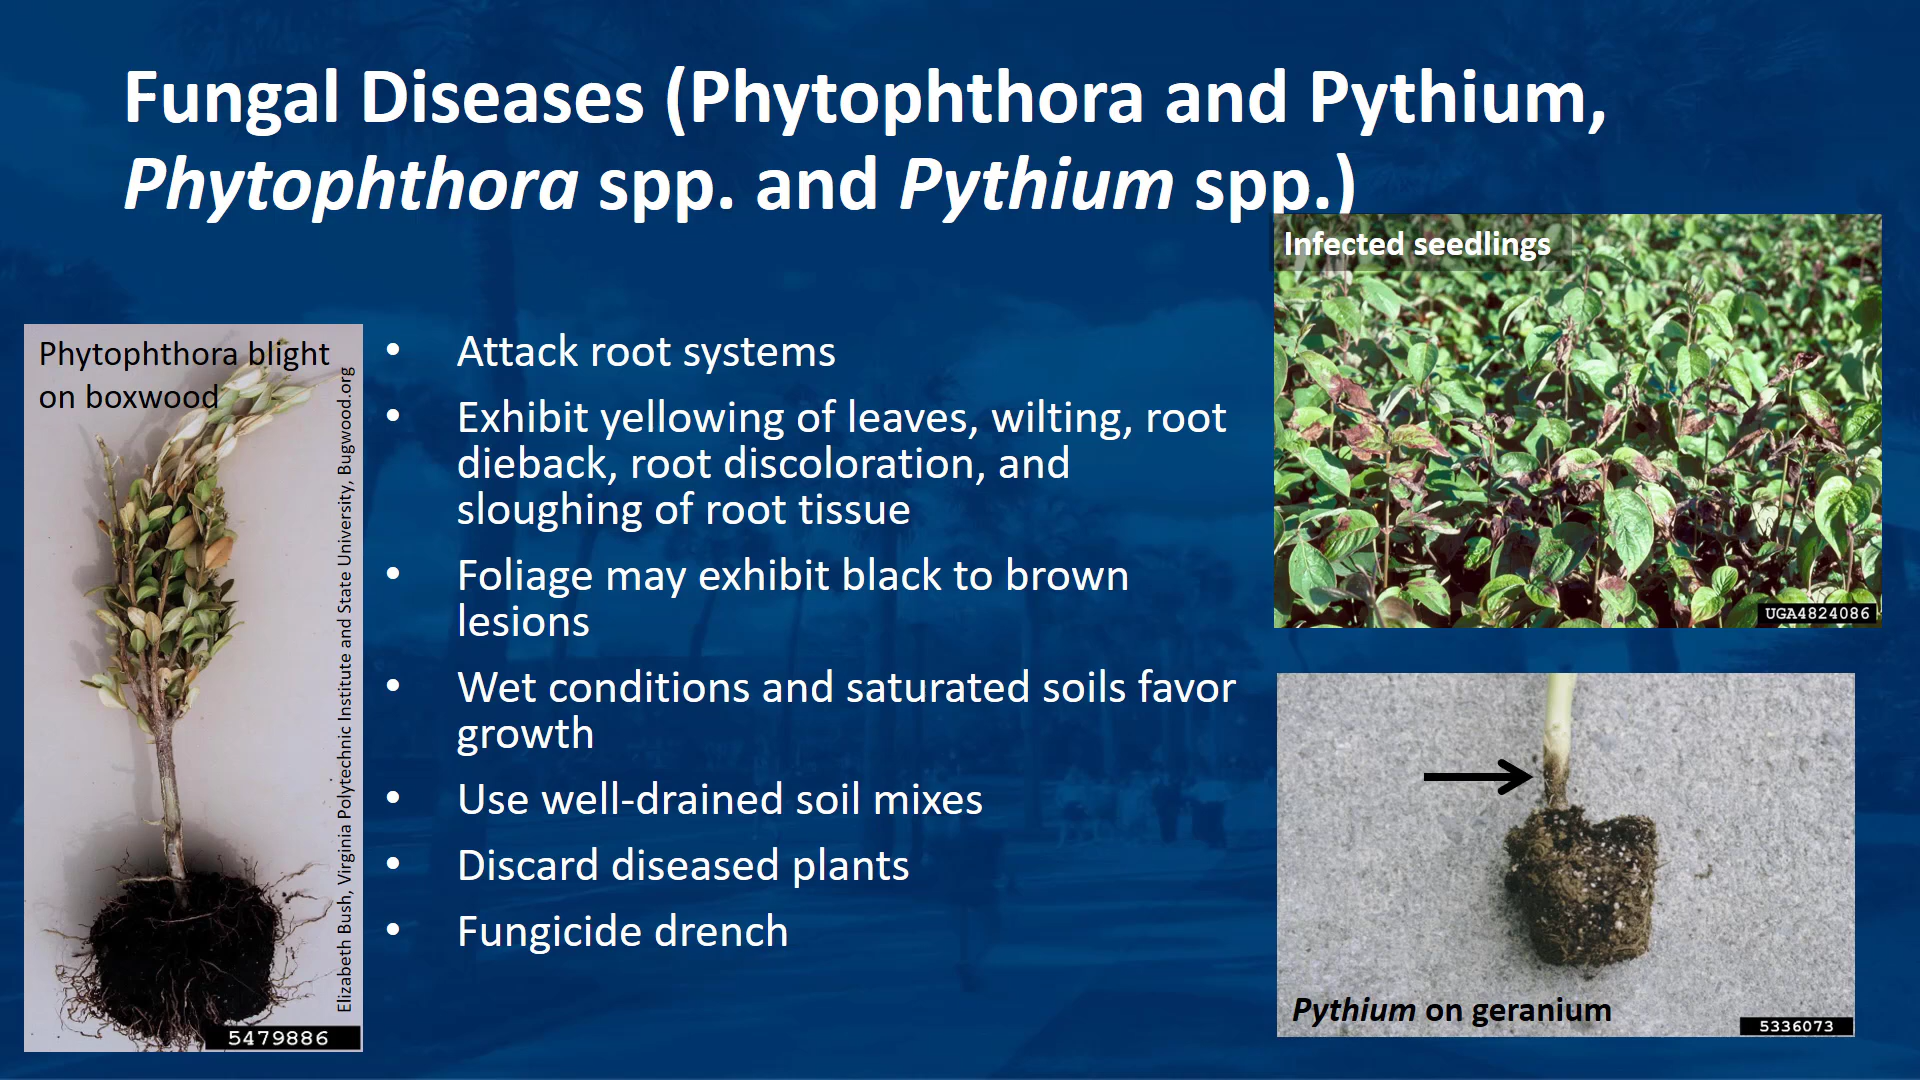 Fungal Diseases (Phytophthora and Pythium,
Phytophthora spp. and Pythium spp.)
Phytophthora blight
on boxwood
Elizabeth Bush, Virginia Polytechnic Institute and State University, Bugwood.org
5479886
• Attack root systems
• Exhibit yellowing of leaves, wilting, root
dieback, root discoloration, and
sloughing of root tissue
• Foliage may exhibit black to brown
lesions
• Wet conditions and saturated soils favor
growth
• Use well-drained soil mixes
• Discard diseased plants
• Fungicide drench
Infected seedlings
UGA4824086
Pythium on geranium
5336073